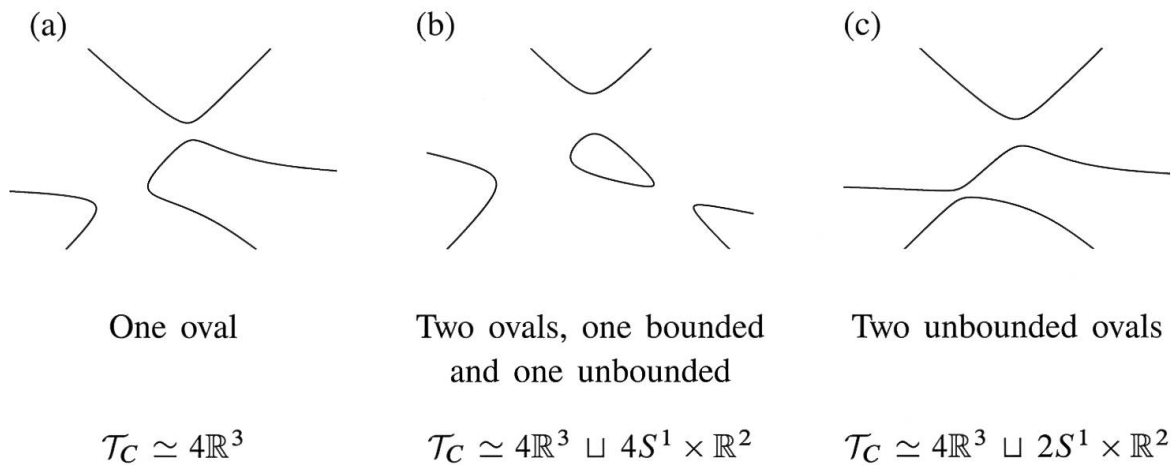 (a)
(b)
(c)
One oval
Two ovals, one bounded
and one unbounded
Two unbounded ovals
𝒯_C ≃ 4ℝ³
𝒯_C ≃ 4ℝ³ ⊔ 4S¹ × ℝ²
𝒯_C ≃ 4ℝ³ ⊔ 2S¹ × ℝ²